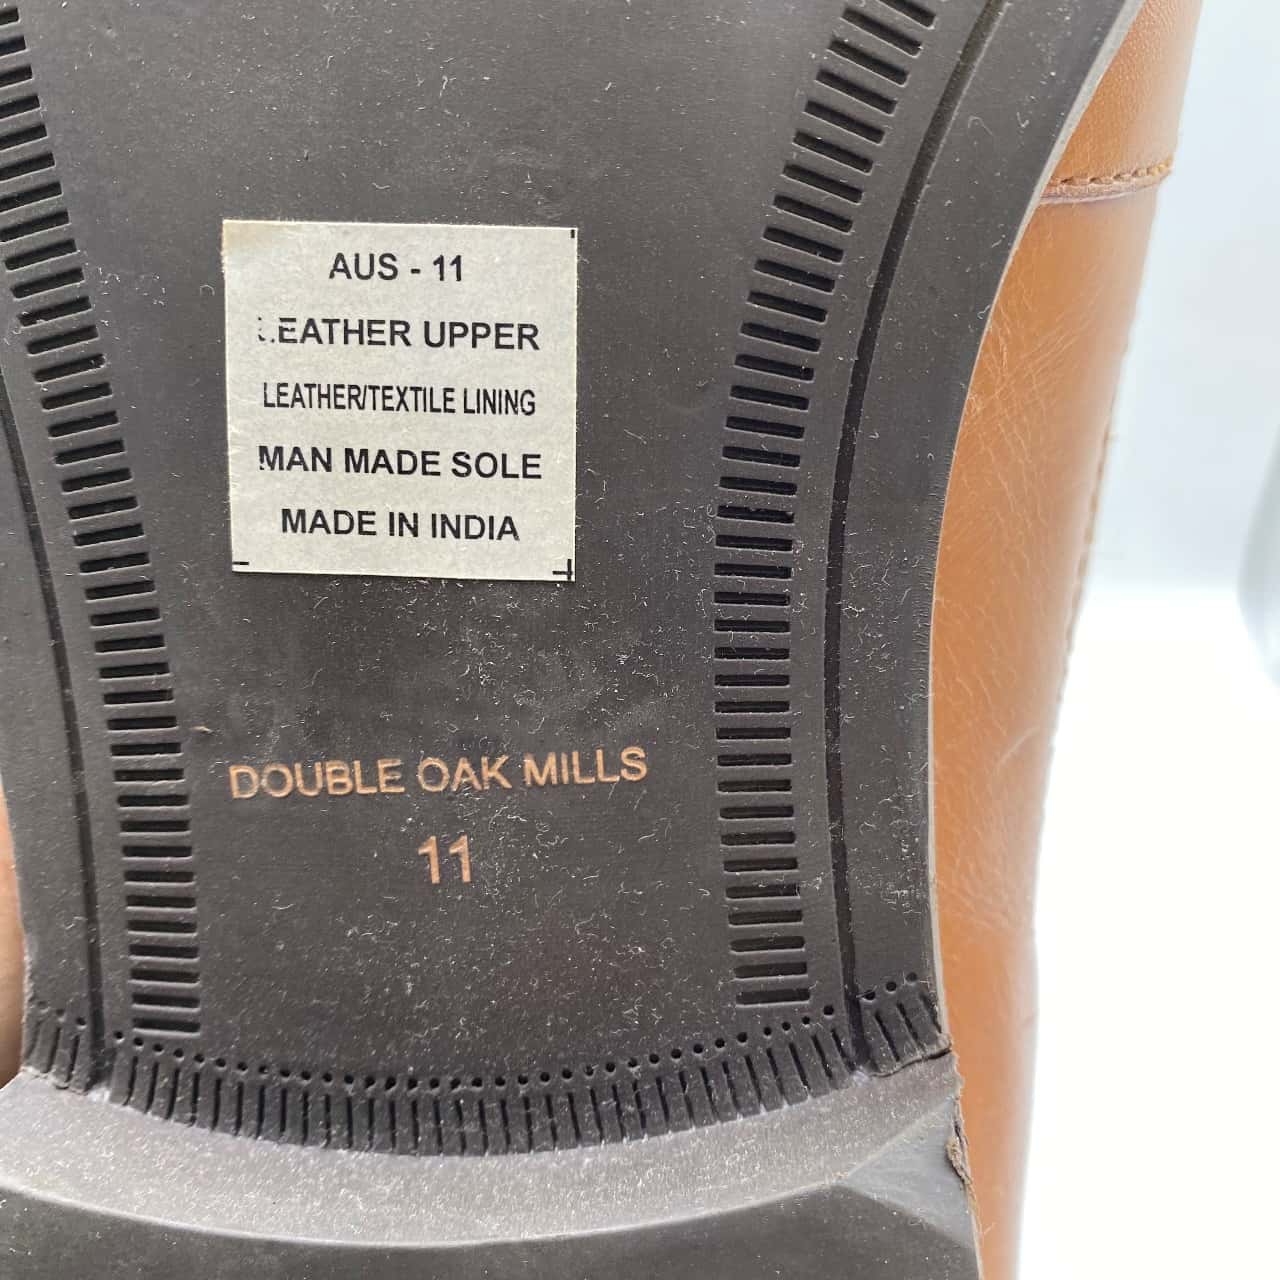 AUS - 11
LEATHER UPPER
LEATHER/TEXTILE LINING
MAN MADE SOLE
MADE IN INDIA
DOUBLE OAK MILLS
11